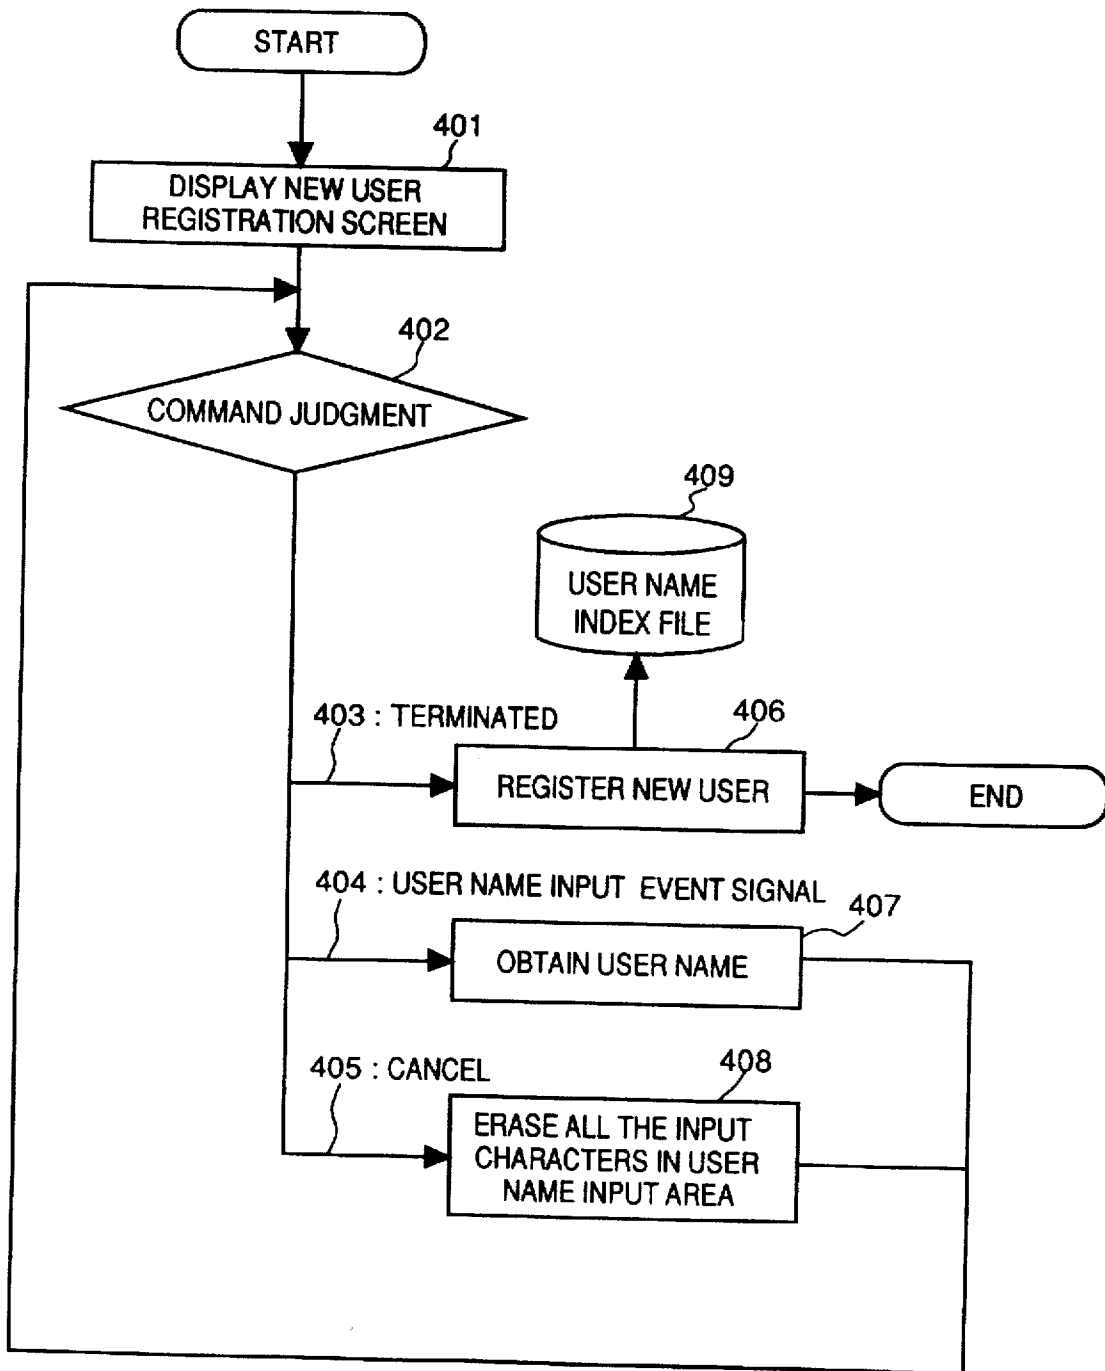 START
401
DISPLAY NEW USER
REGISTRATION SCREEN
402
COMMAND JUDGMENT
409
USER NAME
INDEX FILE
403 : TERMINATED
406
REGISTER NEW USER
END
404 : USER NAME INPUT EVENT SIGNAL
407
OBTAIN USER NAME
405 : CANCEL
408
ERASE ALL THE INPUT
CHARACTERS IN USER
NAME INPUT AREA